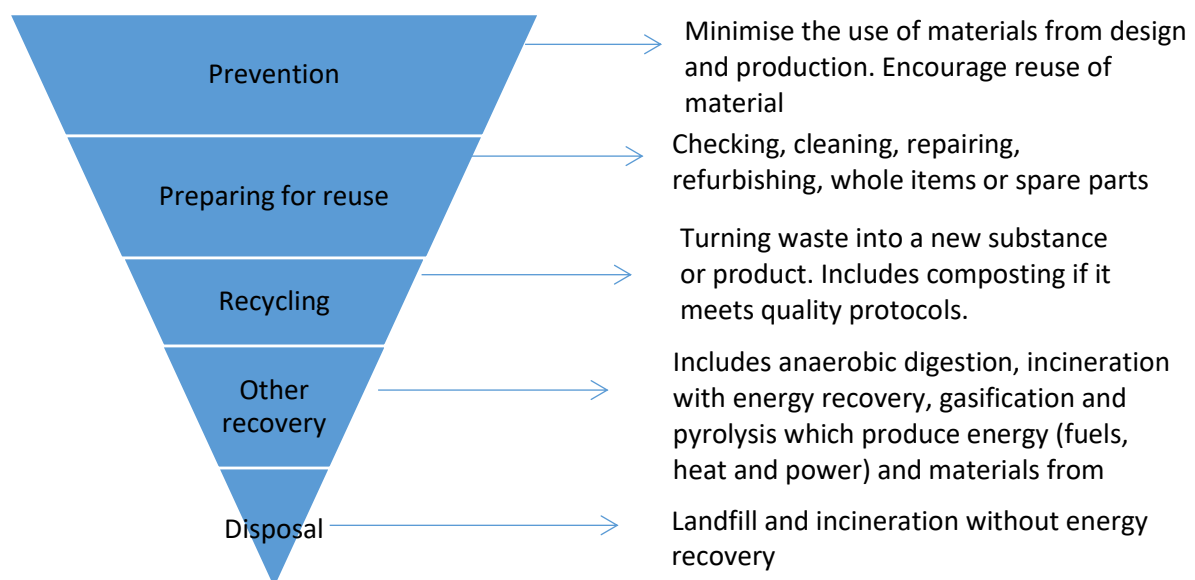 Prevention
Minimise the use of materials from design
and production. Encourage reuse of
material
Preparing for reuse
Checking, cleaning, repairing,
refurbishing, whole items or spare parts
Recycling
Turning waste into a new substance
or product. Includes composting if it
meets quality protocols.
Other
recovery
Includes anaerobic digestion, incineration
with energy recovery, gasification and
pyrolysis which produce energy (fuels,
heat and power) and materials from
Disposal
Landfill and incineration without energy
recovery